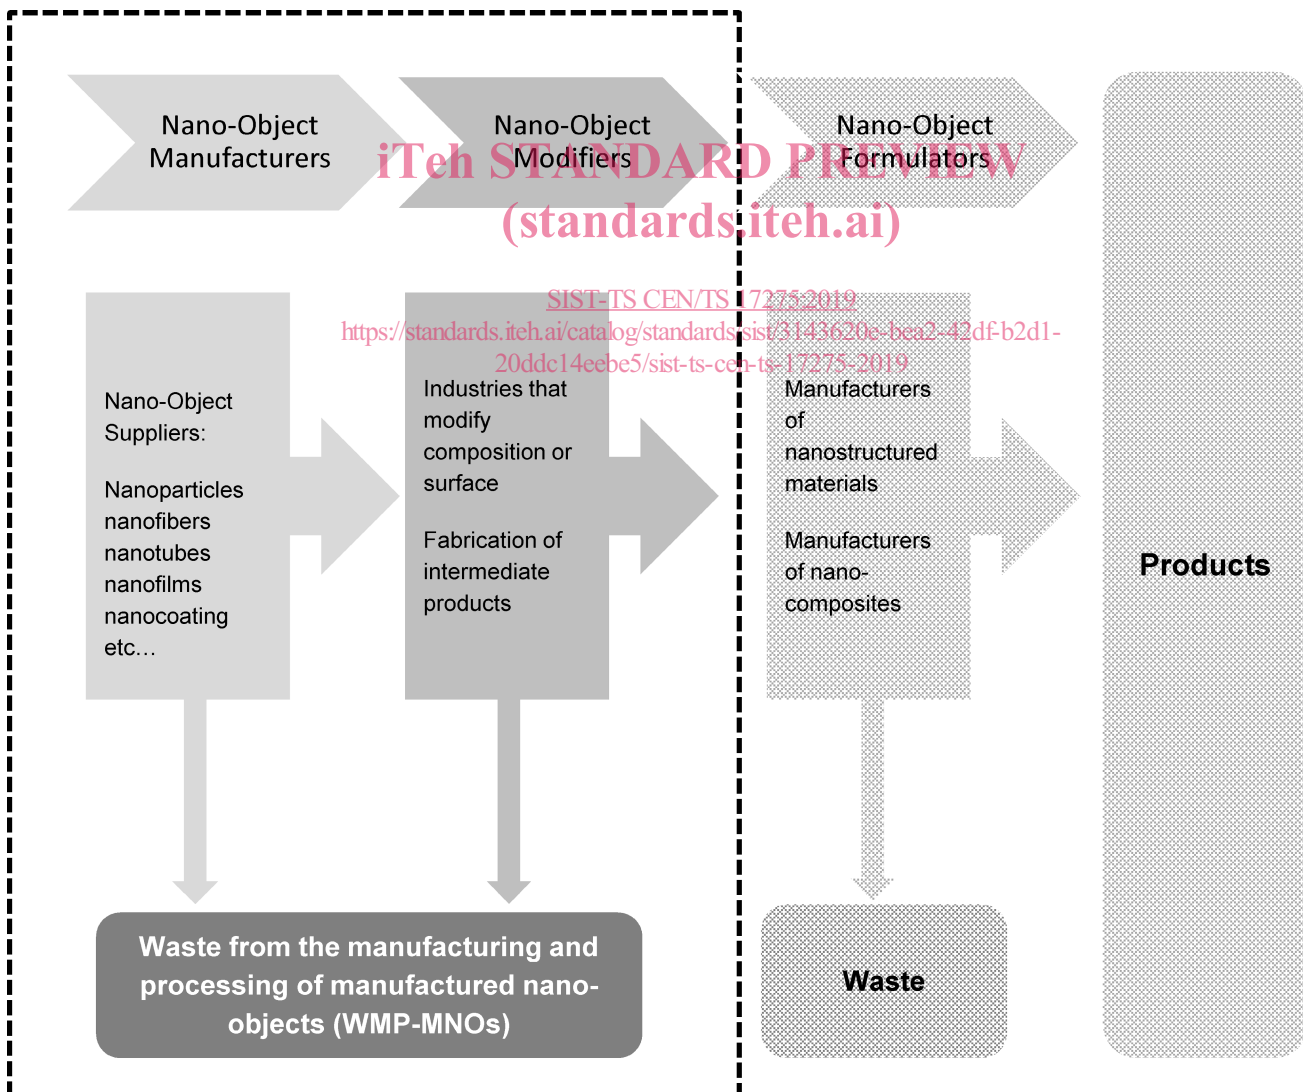 Nano-Object
Manufacturers
Nano-Object
Modifiers
Nano-Object
Formulators
iTeh STANDARD PREVIEW
(standards.iteh.ai)
SIST-TS CEN/TS 17275:2019
https://standards.iteh.ai/catalog/standards/sist/3143620e-bea2-42df-b2d1-
20ddc14eebe5/sist-ts-cen-ts-17275-2019
Nano-Object
Suppliers:
Nanoparticles
nanofibers
nanotubes
nanofilms
nanocoating
etc…
Industries that
modify
composition or
surface
Fabrication of
intermediate
products
Manufacturers
of
nanostructured
materials
Manufacturers
of nano-
composites
Products
Waste from the manufacturing and
processing of manufactured nano-
objects (WMP-MNOs)
Waste